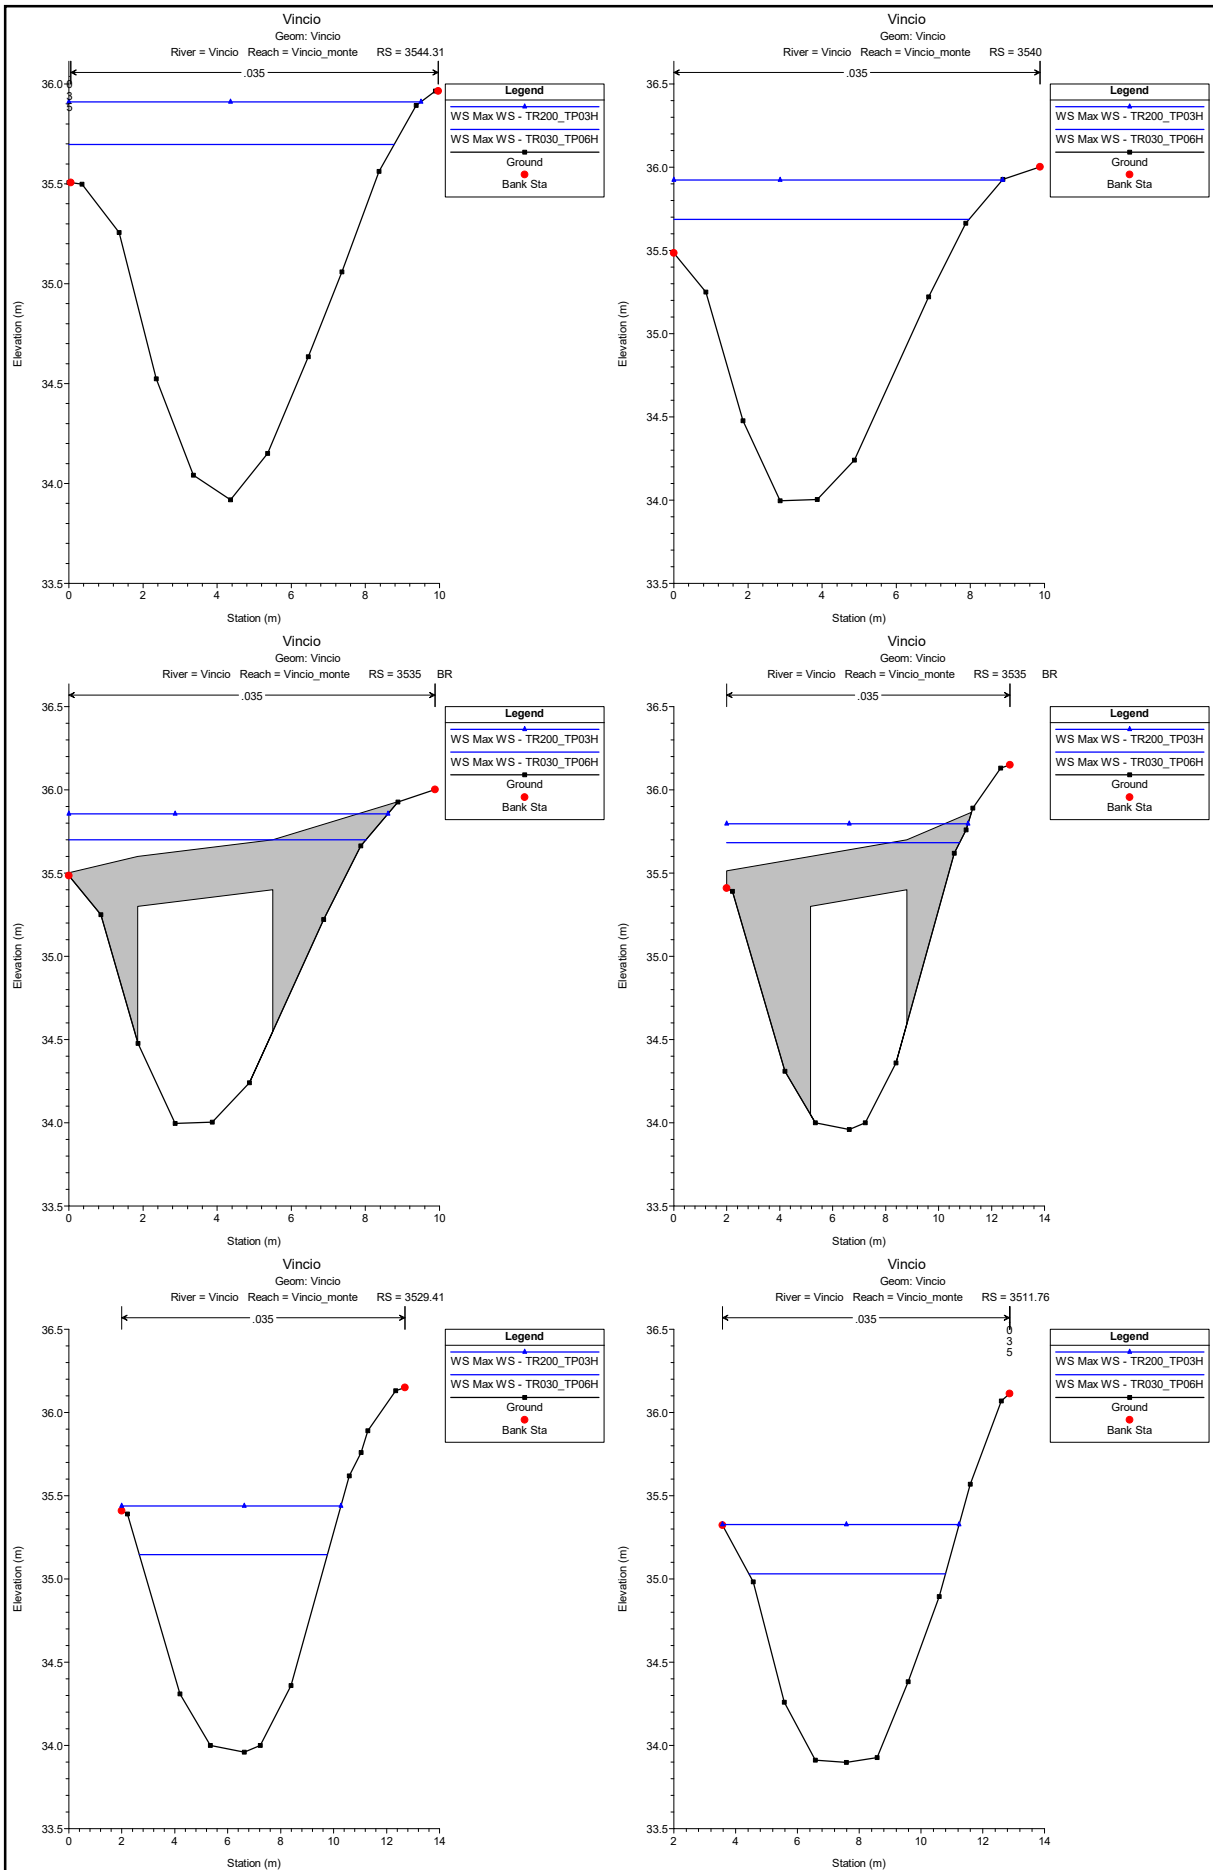 Vincio
Geom: Vincio
River = Vincio Reach = Vincio_monte RS = 3544.31
.035
0
3
5
36.0
35.5
35.0
34.5
34.0
33.5
0 2 4 6 8 10
Elevation (m)
Station (m)
Legend
WS Max WS - TR200_TP03H
WS Max WS - TR030_TP06H
Ground
Bank Sta
Vincio
Geom: Vincio
River = Vincio Reach = Vincio_monte RS = 3540
.035
36.5
36.0
35.5
35.0
34.5
34.0
33.5
0 2 4 6 8 10
Elevation (m)
Station (m)
Legend
WS Max WS - TR200_TP03H
WS Max WS - TR030_TP06H
Ground
Bank Sta
Vincio
Geom: Vincio
River = Vincio Reach = Vincio_monte RS = 3535 BR
.035
36.5
36.0
35.5
35.0
34.5
34.0
33.5
0 2 4 6 8 10
Elevation (m)
Station (m)
Legend
WS Max WS - TR200_TP03H
WS Max WS - TR030_TP06H
Ground
Bank Sta
Vincio
Geom: Vincio
River = Vincio Reach = Vincio_monte RS = 3535 BR
.035
36.5
36.0
35.5
35.0
34.5
34.0
33.5
0 2 4 6 8 10 12 14
Elevation (m)
Station (m)
Legend
WS Max WS - TR200_TP03H
WS Max WS - TR030_TP06H
Ground
Bank Sta
Vincio
Geom: Vincio
River = Vincio Reach = Vincio_monte RS = 3529.41
.035
36.5
36.0
35.5
35.0
34.5
34.0
33.5
0 2 4 6 8 10 12 14
Elevation (m)
Station (m)
Legend
WS Max WS - TR200_TP03H
WS Max WS - TR030_TP06H
Ground
Bank Sta
Vincio
Geom: Vincio
River = Vincio Reach = Vincio_monte RS = 3511.76
.035
0
3
5
36.5
36.0
35.5
35.0
34.5
34.0
33.5
2 4 6 8 10 12 14
Elevation (m)
Station (m)
Legend
WS Max WS - TR200_TP03H
WS Max WS - TR030_TP06H
Ground
Bank Sta